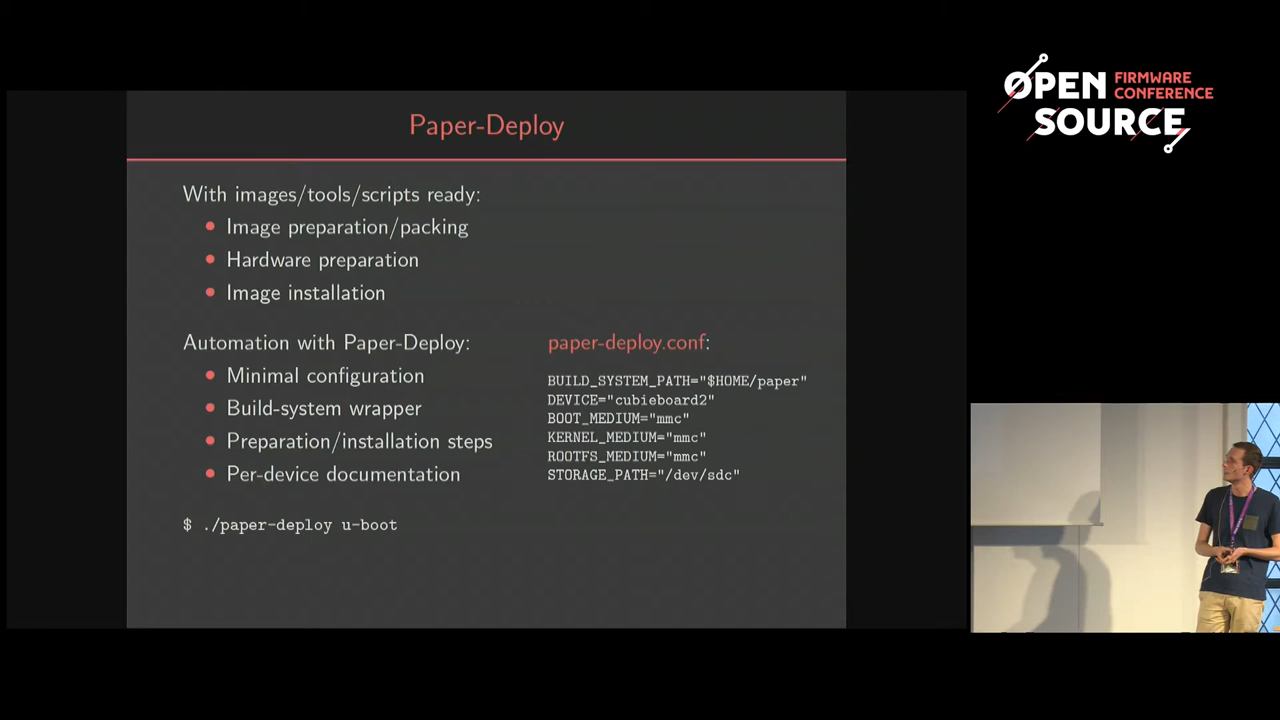 Paper-Deploy
With images/tools/scripts ready:
Image preparation/packing
Hardware preparation
Image installation
Automation with Paper-Deploy:
Minimal configuration
Build-system wrapper
Preparation/installation steps
Per-device documentation
$ ./paper-deploy u-boot
paper-deploy.conf:
BUILD_SYSTEM_PATH="$HOME/paper"
DEVICE="cubieboard2"
BOOT_MEDIUM="mmc"
KERNEL_MEDIUM="mmc"
ROOTFS_MEDIUM="mmc"
STORAGE_PATH="/dev/sdc"
OPEN FIRMWARE
CONFERENCE
SOURCE